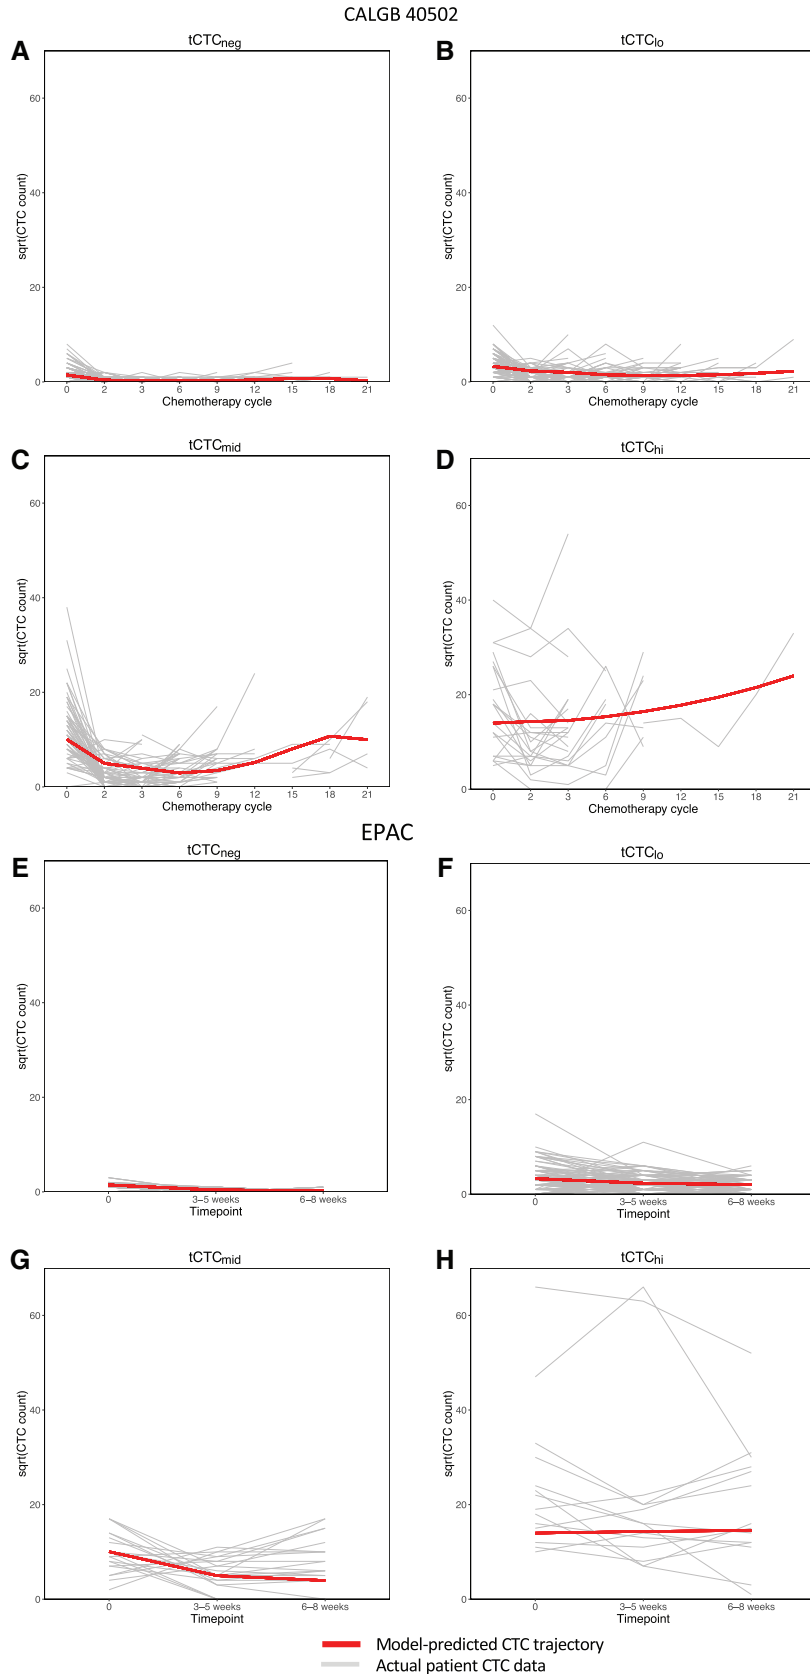 CALGB 40502
A
tCTCneg
sqrt(CTC count)
60
40
20
0
0 2 3 6 9 12 15 18 21
Chemotherapy cycle
B
tCTClo
sqrt(CTC count)
60
40
20
0
0 2 3 6 9 12 15 18 21
Chemotherapy cycle
C
tCTCmid
sqrt(CTC count)
60
40
20
0
0 2 3 6 9 12 15 18 21
Chemotherapy cycle
D
tCTChi
sqrt(CTC count)
60
40
20
0
0 2 3 6 9 12 15 18 21
Chemotherapy cycle
EPAC
E
tCTCneg
sqrt(CTC count)
60
40
20
0
0 3–5 weeks 6–8 weeks
Timepoint
F
tCTClo
sqrt(CTC count)
60
40
20
0
0 3–5 weeks 6–8 weeks
Timepoint
G
tCTCmid
sqrt(CTC count)
60
40
20
0
0 3–5 weeks 6–8 weeks
Timepoint
H
tCTChi
sqrt(CTC count)
60
40
20
0
0 3–5 weeks 6–8 weeks
Timepoint
Model-predicted CTC trajectory
Actual patient CTC data